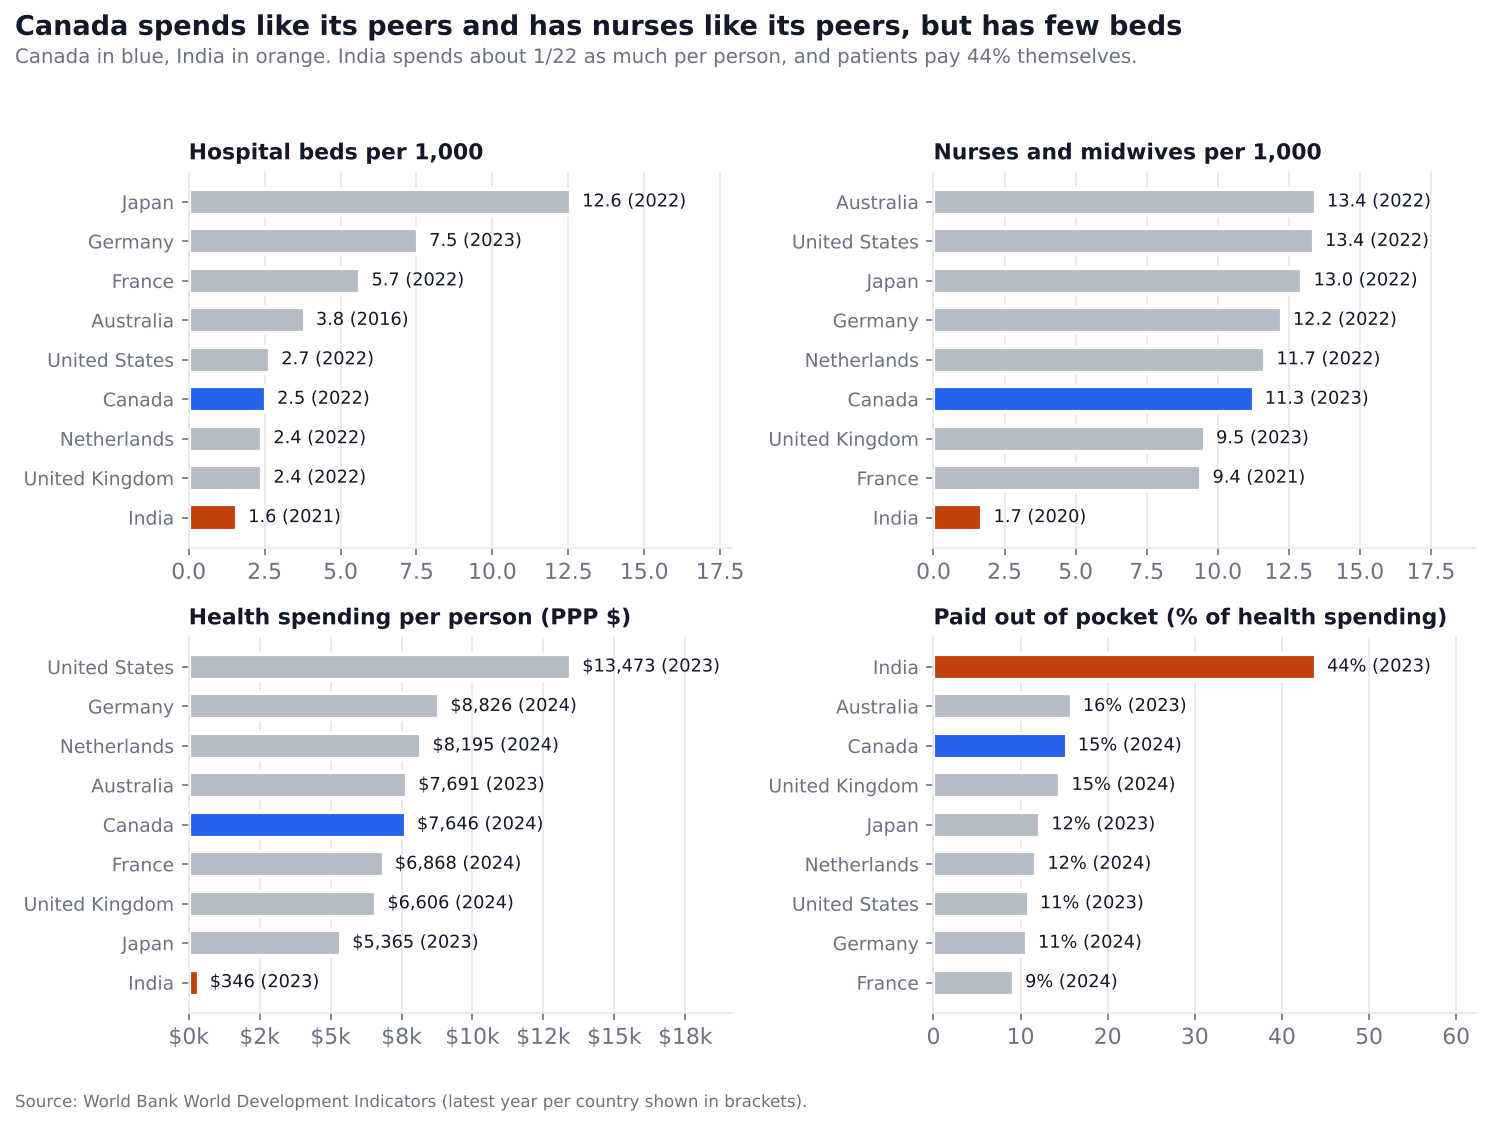 Canada spends like its peers and has nurses like its peers, but has few beds
Canada in blue, India in orange. India spends about 1/22 as much per person, and patients pay 44% themselves.
Hospital beds per 1,000
Japan 12.6 (2022)
Germany 7.5 (2023)
France 5.7 (2022)
Australia 3.8 (2016)
United States 2.7 (2022)
Canada 2.5 (2022)
Netherlands 2.4 (2022)
United Kingdom 2.4 (2022)
India 1.6 (2021)
0.0 2.5 5.0 7.5 10.0 12.5 15.0 17.5
Nurses and midwives per 1,000
Australia 13.4 (2022)
United States 13.4 (2022)
Japan 13.0 (2022)
Germany 12.2 (2022)
Netherlands 11.7 (2022)
Canada 11.3 (2023)
United Kingdom 9.5 (2023)
France 9.4 (2021)
India 1.7 (2020)
0.0 2.5 5.0 7.5 10.0 12.5 15.0 17.5
Health spending per person (PPP $)
United States $13,473 (2023)
Germany $8,826 (2024)
Netherlands $8,195 (2024)
Australia $7,691 (2023)
Canada $7,646 (2024)
France $6,868 (2024)
United Kingdom $6,606 (2024)
Japan $5,365 (2023)
India $346 (2023)
$0k $2k $5k $8k $10k $12k $15k $18k
Paid out of pocket (% of health spending)
India 44% (2023)
Australia 16% (2023)
Canada 15% (2024)
United Kingdom 15% (2024)
Japan 12% (2023)
Netherlands 12% (2024)
United States 11% (2023)
Germany 11% (2024)
France 9% (2024)
0 10 20 30 40 50 60
Source: World Bank World Development Indicators (latest year per country shown in brackets).